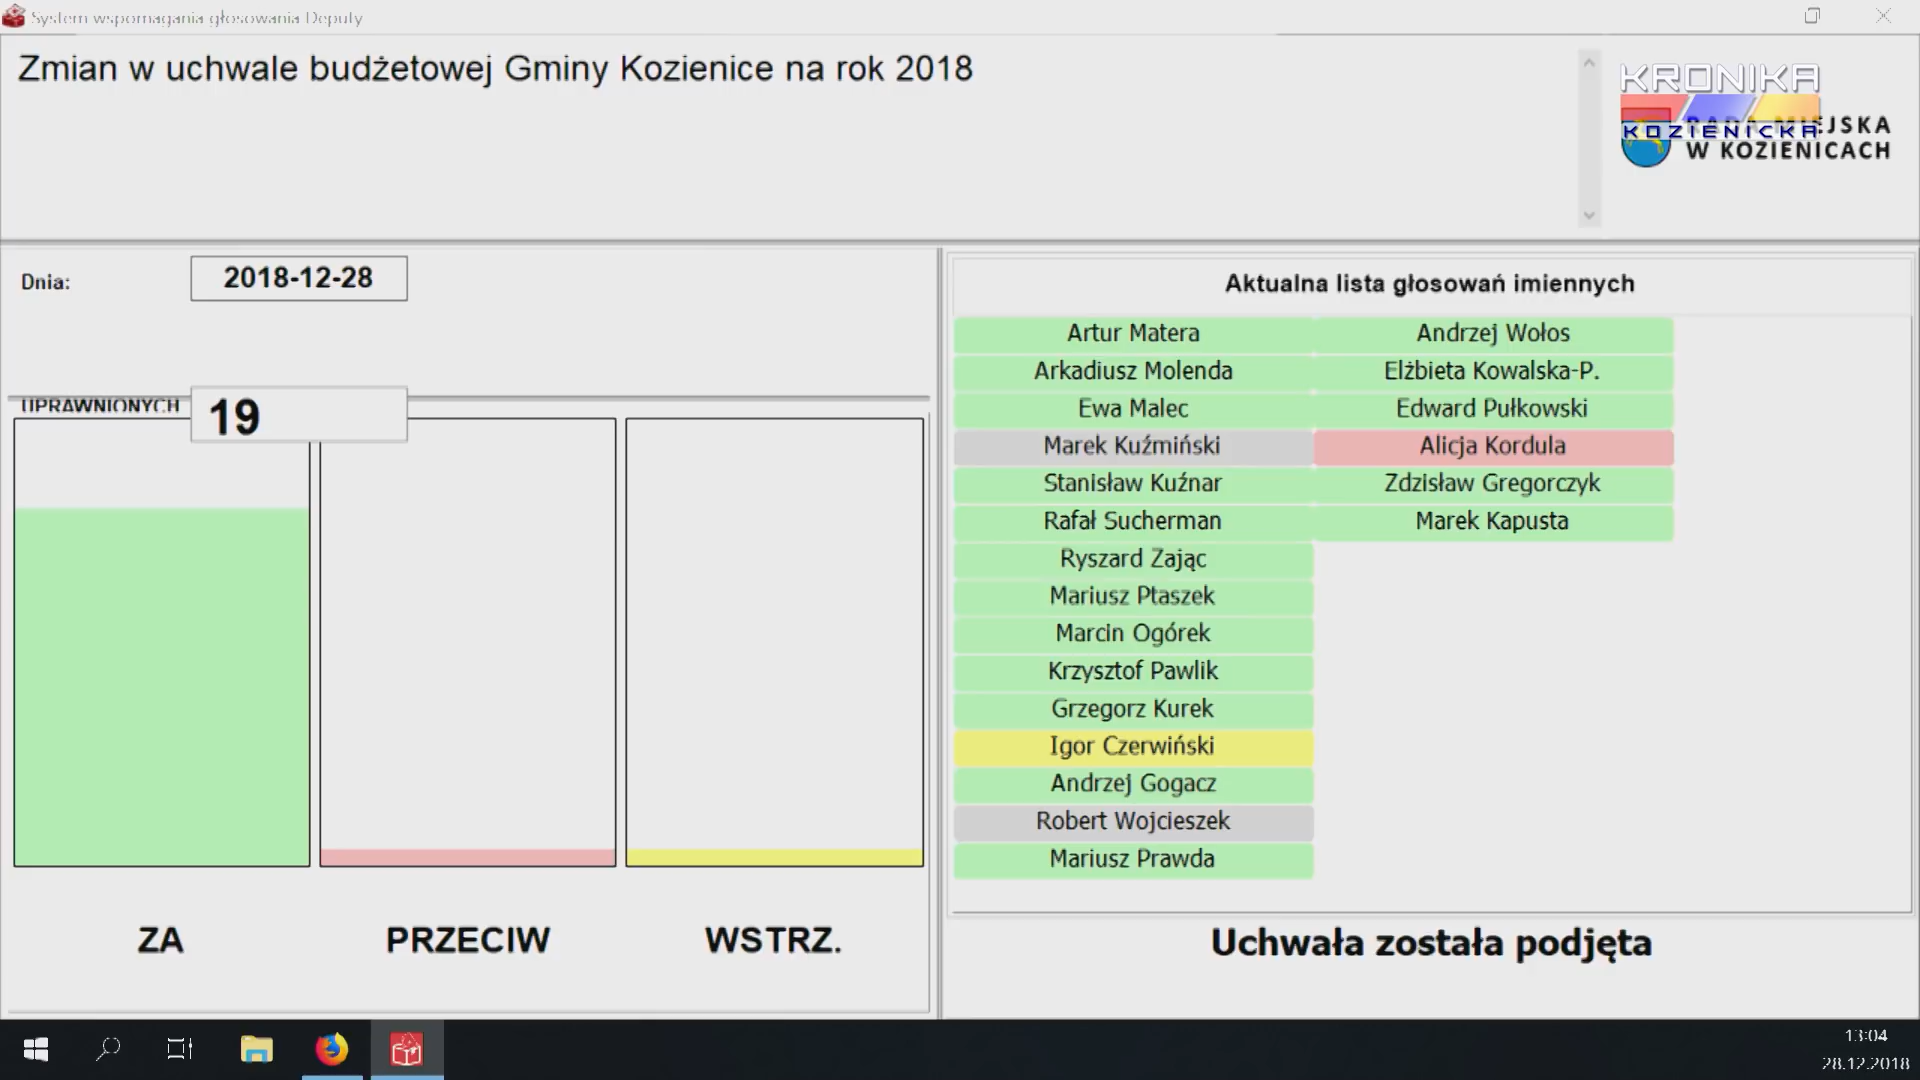 System wspomagania głosowania Deputy
Zmian w uchwale budżetowej Gminy Kozienice na rok 2018
KRONIKA
KOZIENICKA
RADA MIEJSKA
W KOZIENICACH
Dnia:
2018-12-28
UPRAWNIONYCH
19
ZA
PRZECIW
WSTRZ.
Aktualna lista głosowań imiennych
Artur Matera
Arkadiusz Molenda
Ewa Malec
Marek Kuźmiński
Stanisław Kuźnar
Rafał Sucherman
Ryszard Zając
Mariusz Ptaszek
Marcin Ogórek
Krzysztof Pawlik
Grzegorz Kurek
Igor Czerwiński
Andrzej Gogacz
Robert Wojcieszek
Mariusz Prawda
Andrzej Wołos
Elżbieta Kowalska-P.
Edward Pułkowski
Alicja Kordula
Zdzisław Gregorczyk
Marek Kapusta
Uchwała została podjęta
13:04
28.12.2018